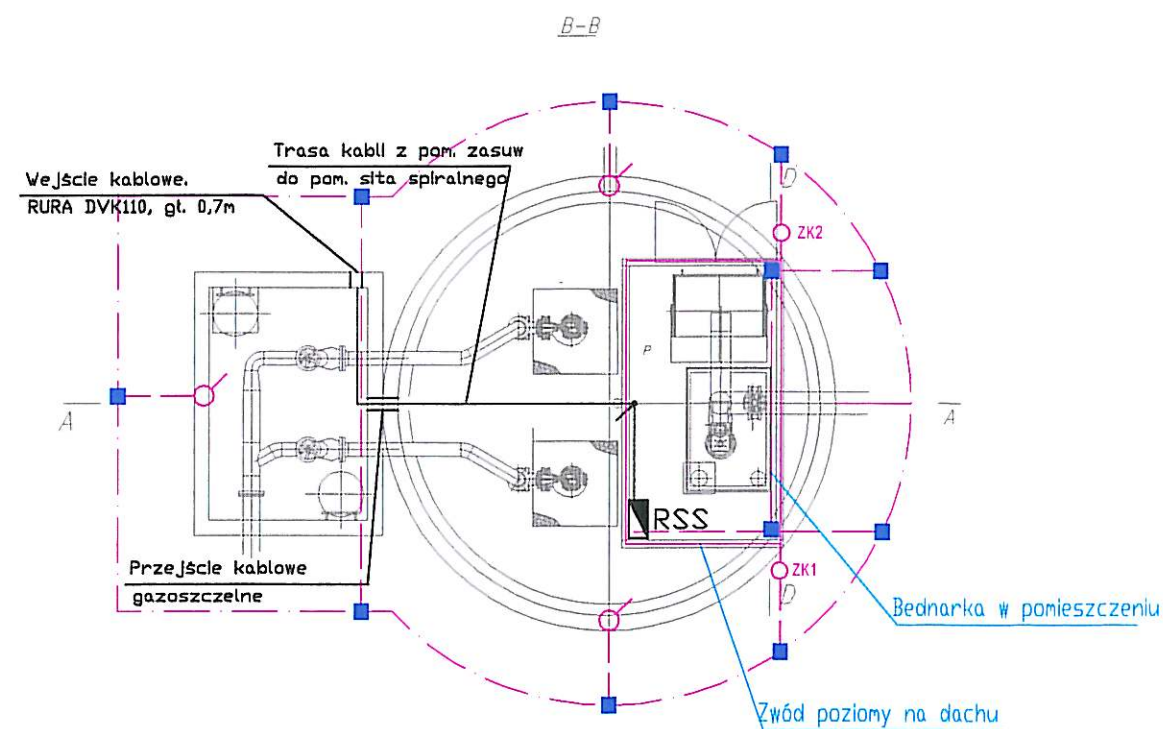 B-B
Trasa kabli z pom. zasuw
do pom. sita spiralnego
Wejście kablowe.
RURA DVK110, gł. 0,7m
D
ZK2
P
A
A
RSS
Przejście kablowe
gazoszczelne
ZK1
D
Bednarka w pomieszczeniu
Zwód poziomy na dachu